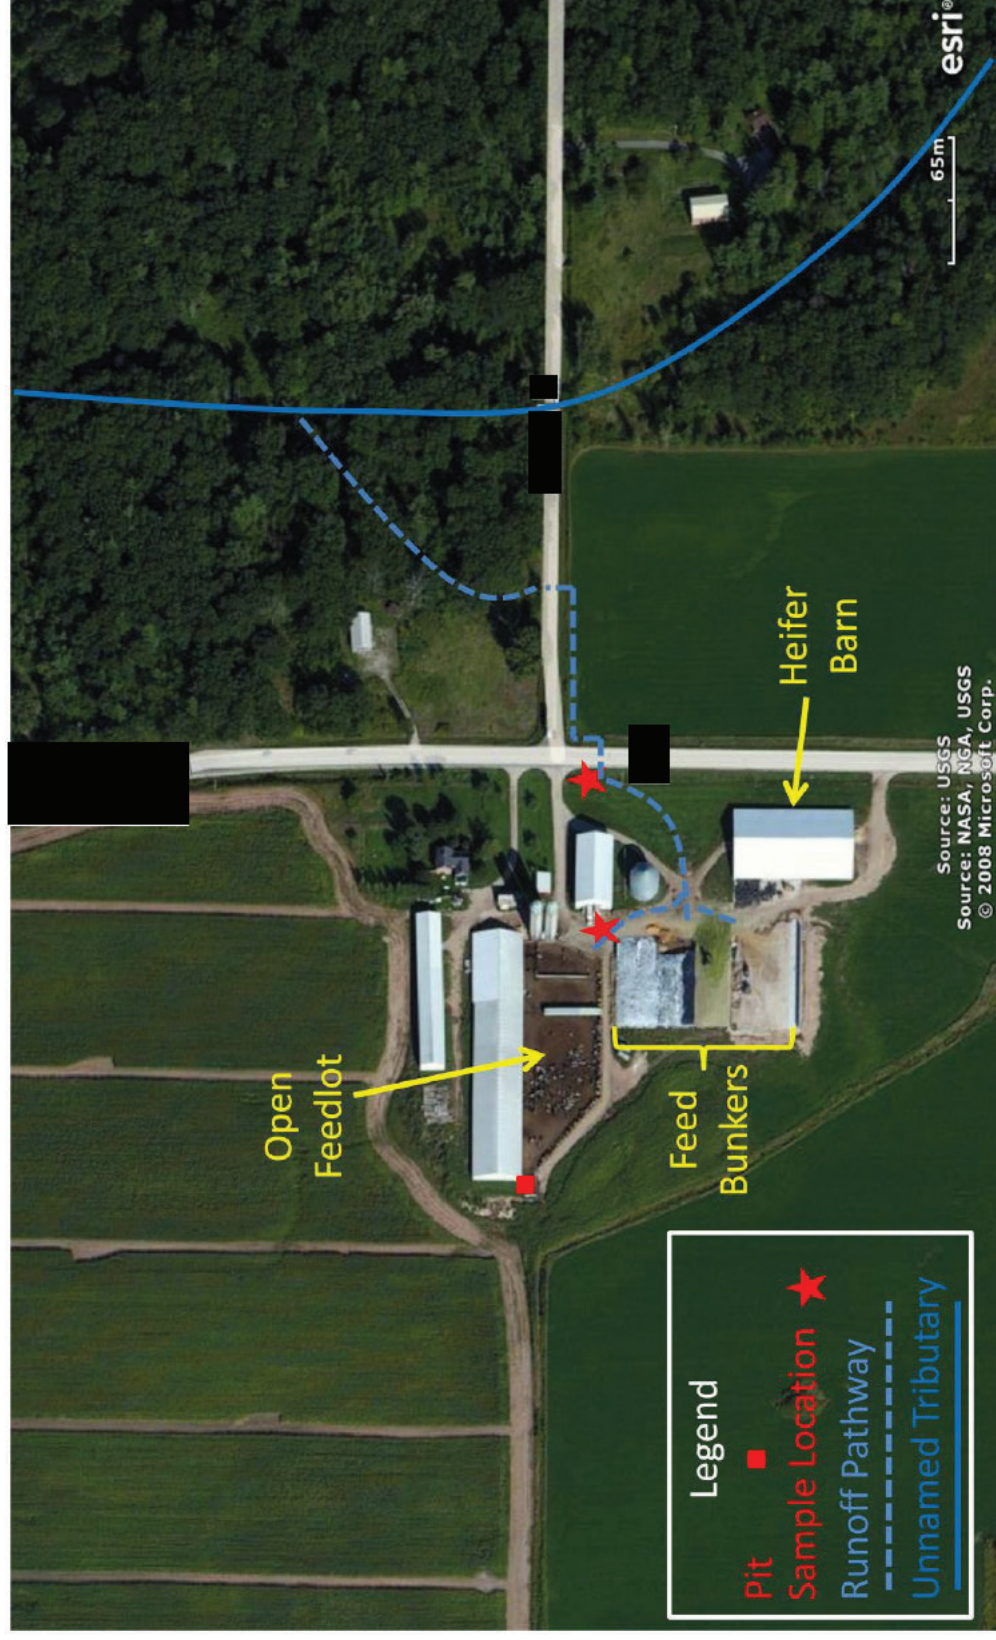 Open
Feedlot
Feed
Bunkers
Heifer
Barn
Legend
Pit
Sample Location
Runoff Pathway
Unnamed Tributary
65m
esri®
Source: USGS
Source: NASA, NGA, USGS
© 2008 Microsoft Corp.